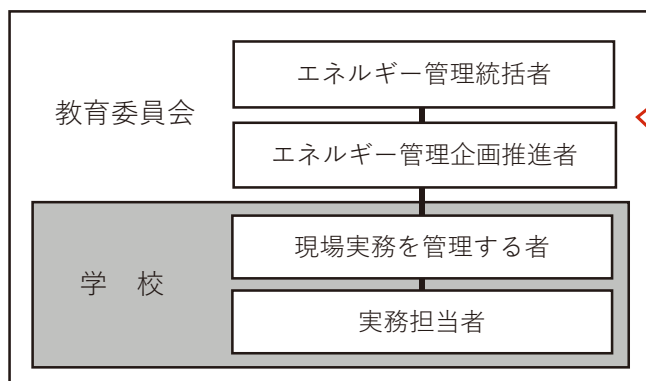 エネルギー管理統括者
教育委員会
エネルギー管理企画推進者
現場実務を管理する者
学　校
実務担当者